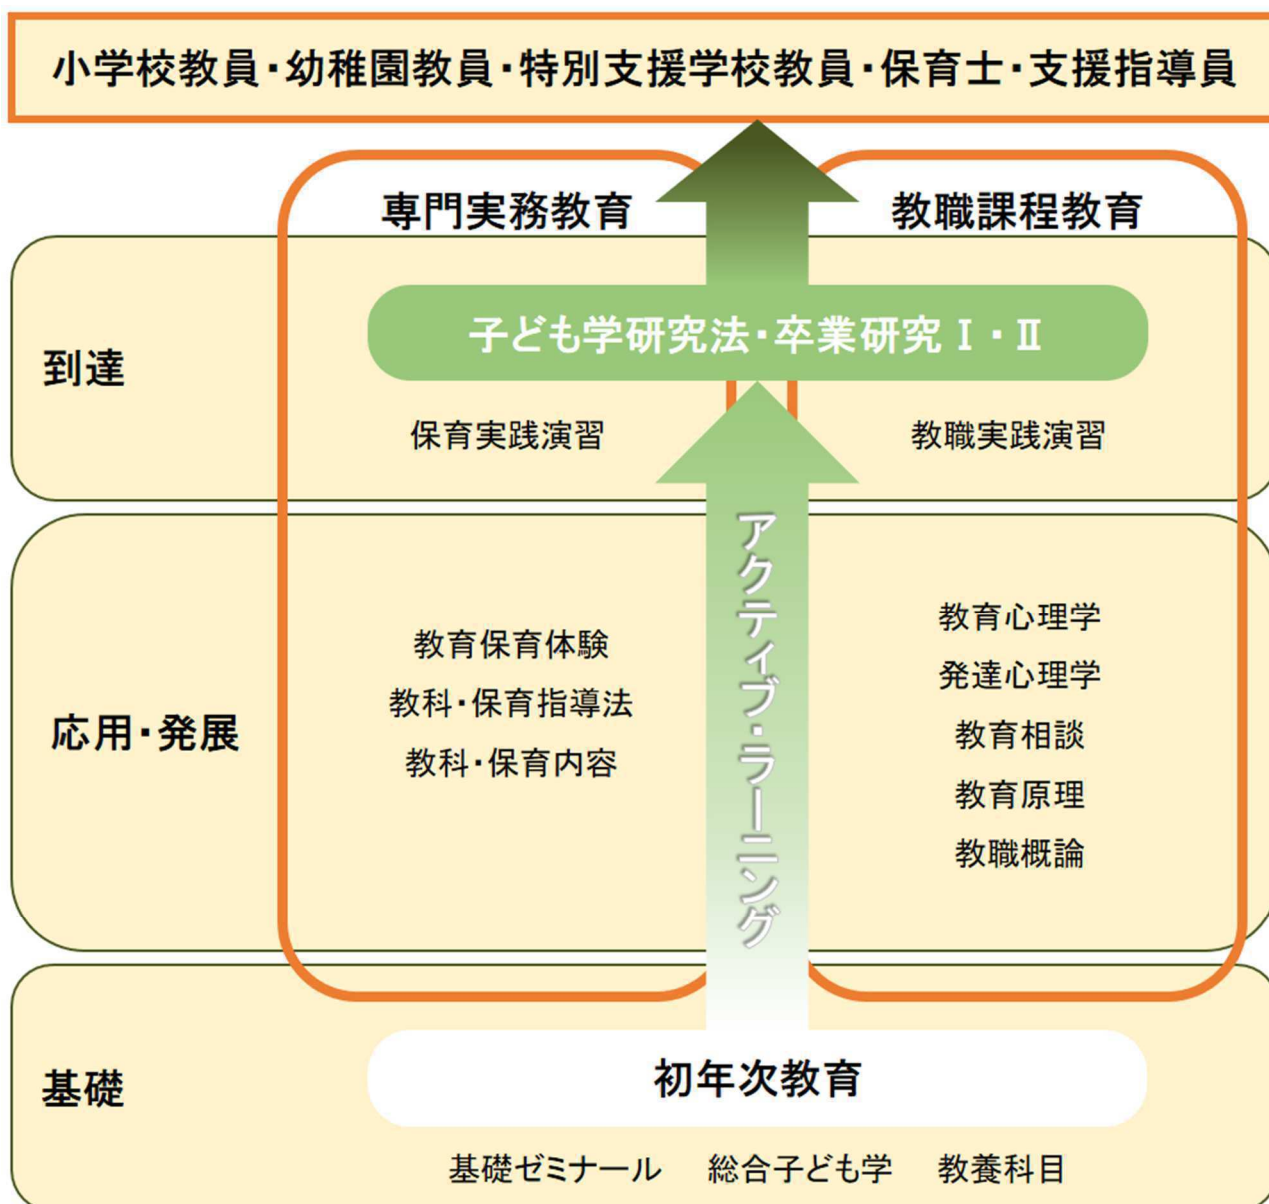 小学校教員・幼稚園教員・特別支援学校教員・保育士・支援指導員
専門実務教育
教職課程教育
到達
子ども学研究法・卒業研究Ⅰ・Ⅱ
保育実践演習
教職実践演習
アクティブ・ラーニング
応用・発展
教育保育体験
教科・保育指導法
教科・保育内容
教育心理学
発達心理学
教育相談
教育原理
教職概論
基礎
初年次教育
基礎ゼミナール 総合子ども学 教養科目